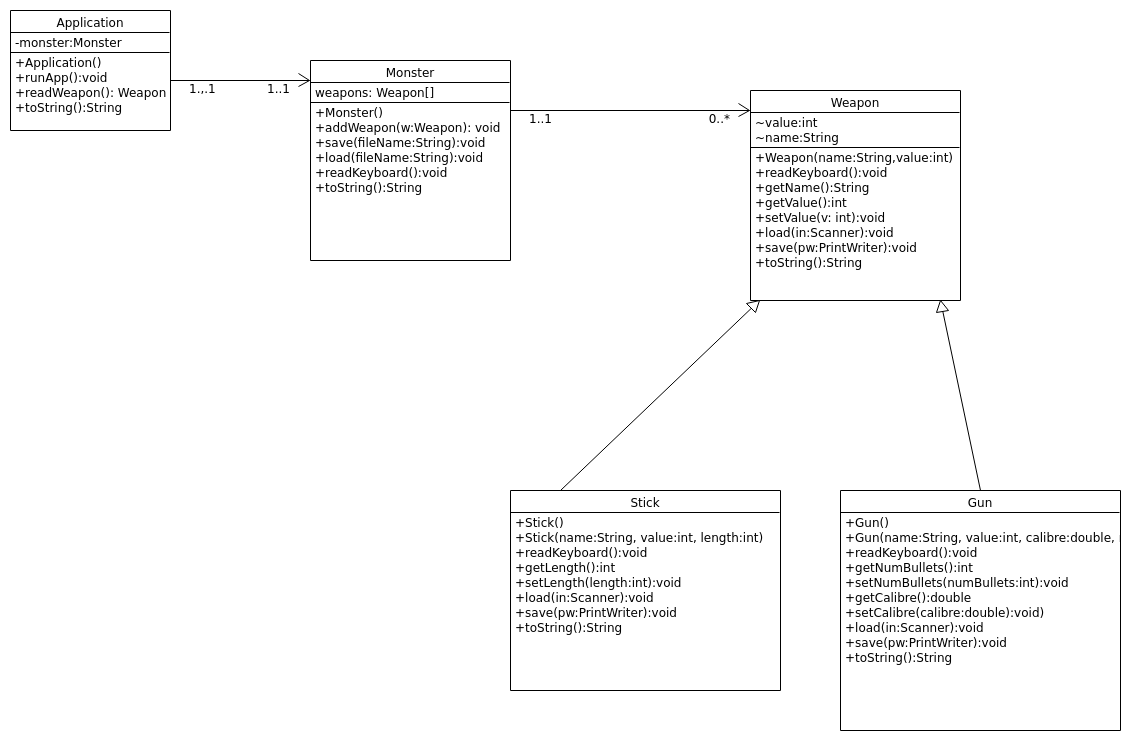 Application
-monster:Monster
+Application()
+runApp():void
+readWeapon(): Weapon
+toString():String
1.,.1
1..1
Monster
weapons: Weapon[]
+Monster()
+addWeapon(w:Weapon): void
+save(fileName:String):void
+load(fileName:String):void
+readKeyboard():void
+toString():String
1..1
0..*
Weapon
~value:int
~name:String
+Weapon(name:String,value:int)
+readKeyboard():void
+getName():String
+getValue():int
+setValue(v: int):void
+load(in:Scanner):void
+save(pw:PrintWriter):void
+toString():String
Stick
+Stick()
+Stick(name:String, value:int, length:int)
+readKeyboard():void
+getLength():int
+setLength(length:int):void
+load(in:Scanner):void
+save(pw:PrintWriter):void
+toString():String
Gun
+Gun()
+Gun(name:String, value:int, calibre:double,
+readKeyboard():void
+getNumBullets():int
+setNumBullets(numBullets:int):void
+getCalibre():double
+setCalibre(calibre:double):void)
+load(in:Scanner):void
+save(pw:PrintWriter):void
+toString():String